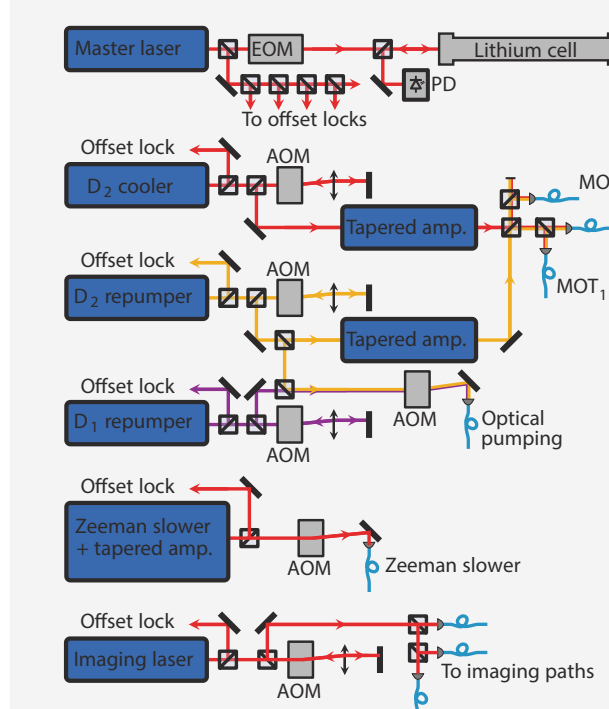 Master laser
EOM
Lithium cell
PD
To offset locks
Offset lock
AOM
D2 cooler
Tapered amp.
MO
MOT1
Offset lock
AOM
D2 repumper
Tapered amp.
Offset lock
D1 repumper
AOM
AOM
Optical
pumping
Offset lock
Zeeman slower
+ tapered amp.
AOM
Zeeman slower
Offset lock
Imaging laser
AOM
To imaging paths